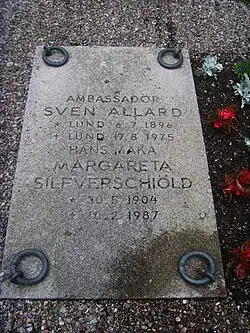 AMBASSADÖR
SVEN ALLARD
* LUND 6.7.1896
+ LUND 17.8.1975
HANS MAKA
MARGARETA
SILFVERSCHIÖLD
* 30.5.1904
+ 10.2.1987